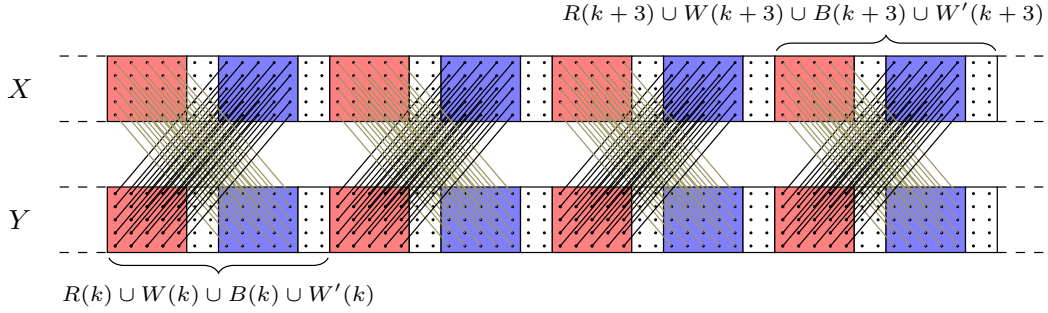 R(k + 3) ∪ W(k + 3) ∪ B(k + 3) ∪ W′(k + 3)
X
Y
R(k) ∪ W(k) ∪ B(k) ∪ W′(k)